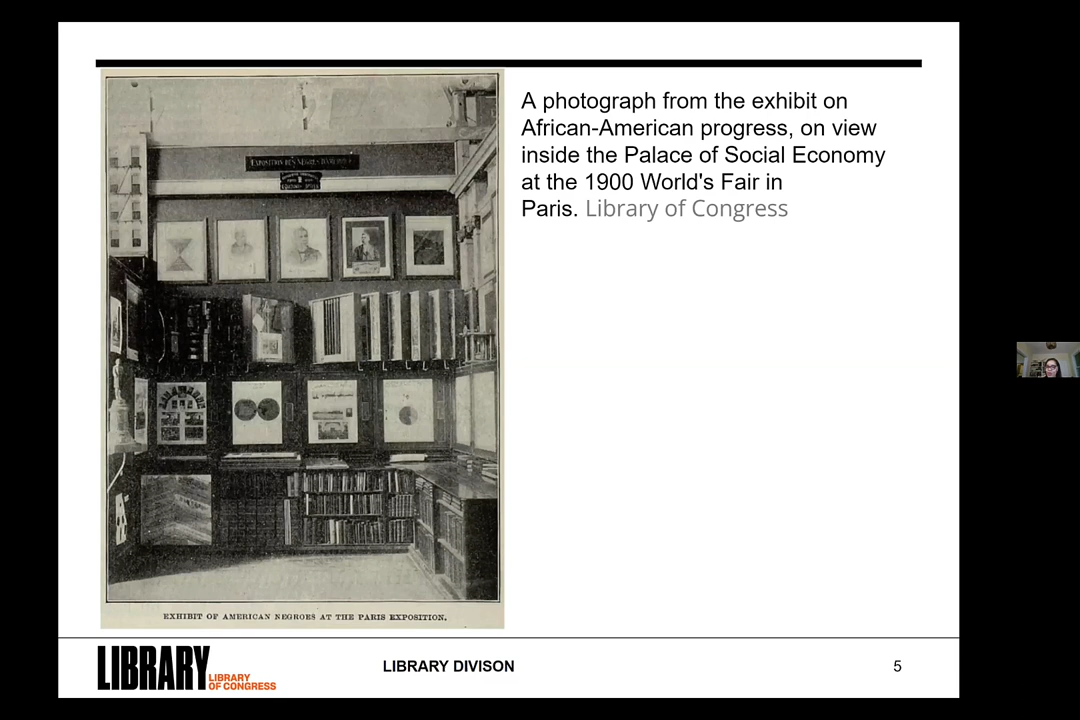 A photograph from the exhibit on
African-American progress, on view
inside the Palace of Social Economy
at the 1900 World's Fair in
Paris. Library of Congress
EXHIBIT OF AMERICAN NEGROES AT THE PARIS EXPOSITION.
LIBRARY
LIBRARY
OF CONGRESS
LIBRARY DIVISON
5